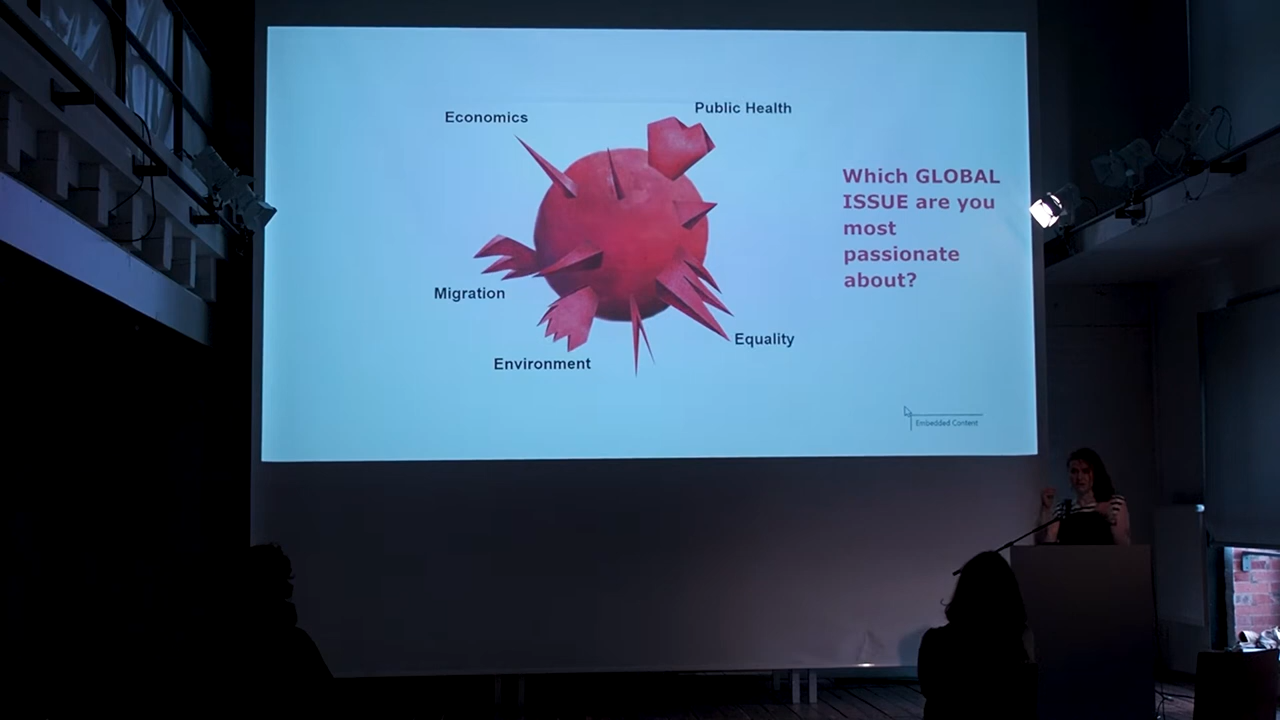 Economics
Public Health
Migration
Environment
Equality
Which GLOBAL
ISSUE are you
most
passionate
about?
Embedded Content